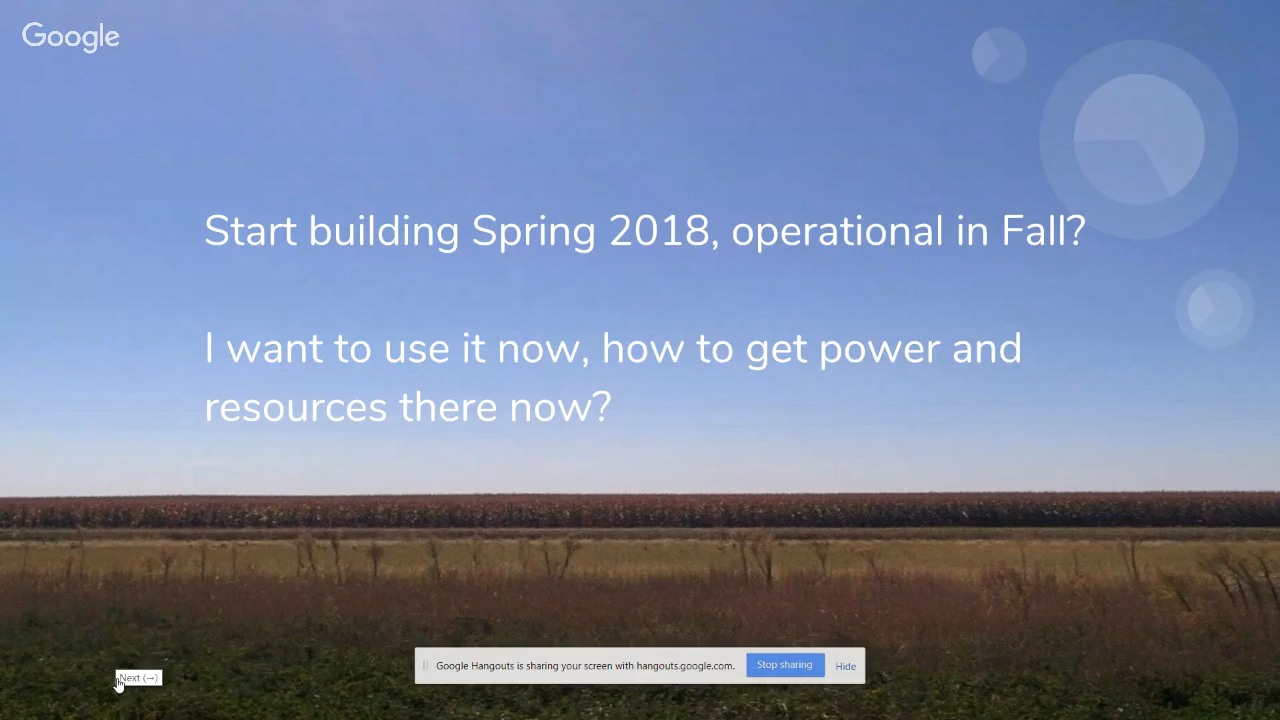 Google
Start building Spring 2018, operational in Fall?
I want to use it now, how to get power and
resources there now?
Google Hangouts is sharing your screen with hangouts.google.com.
Stop sharing
Hide
Next (→)